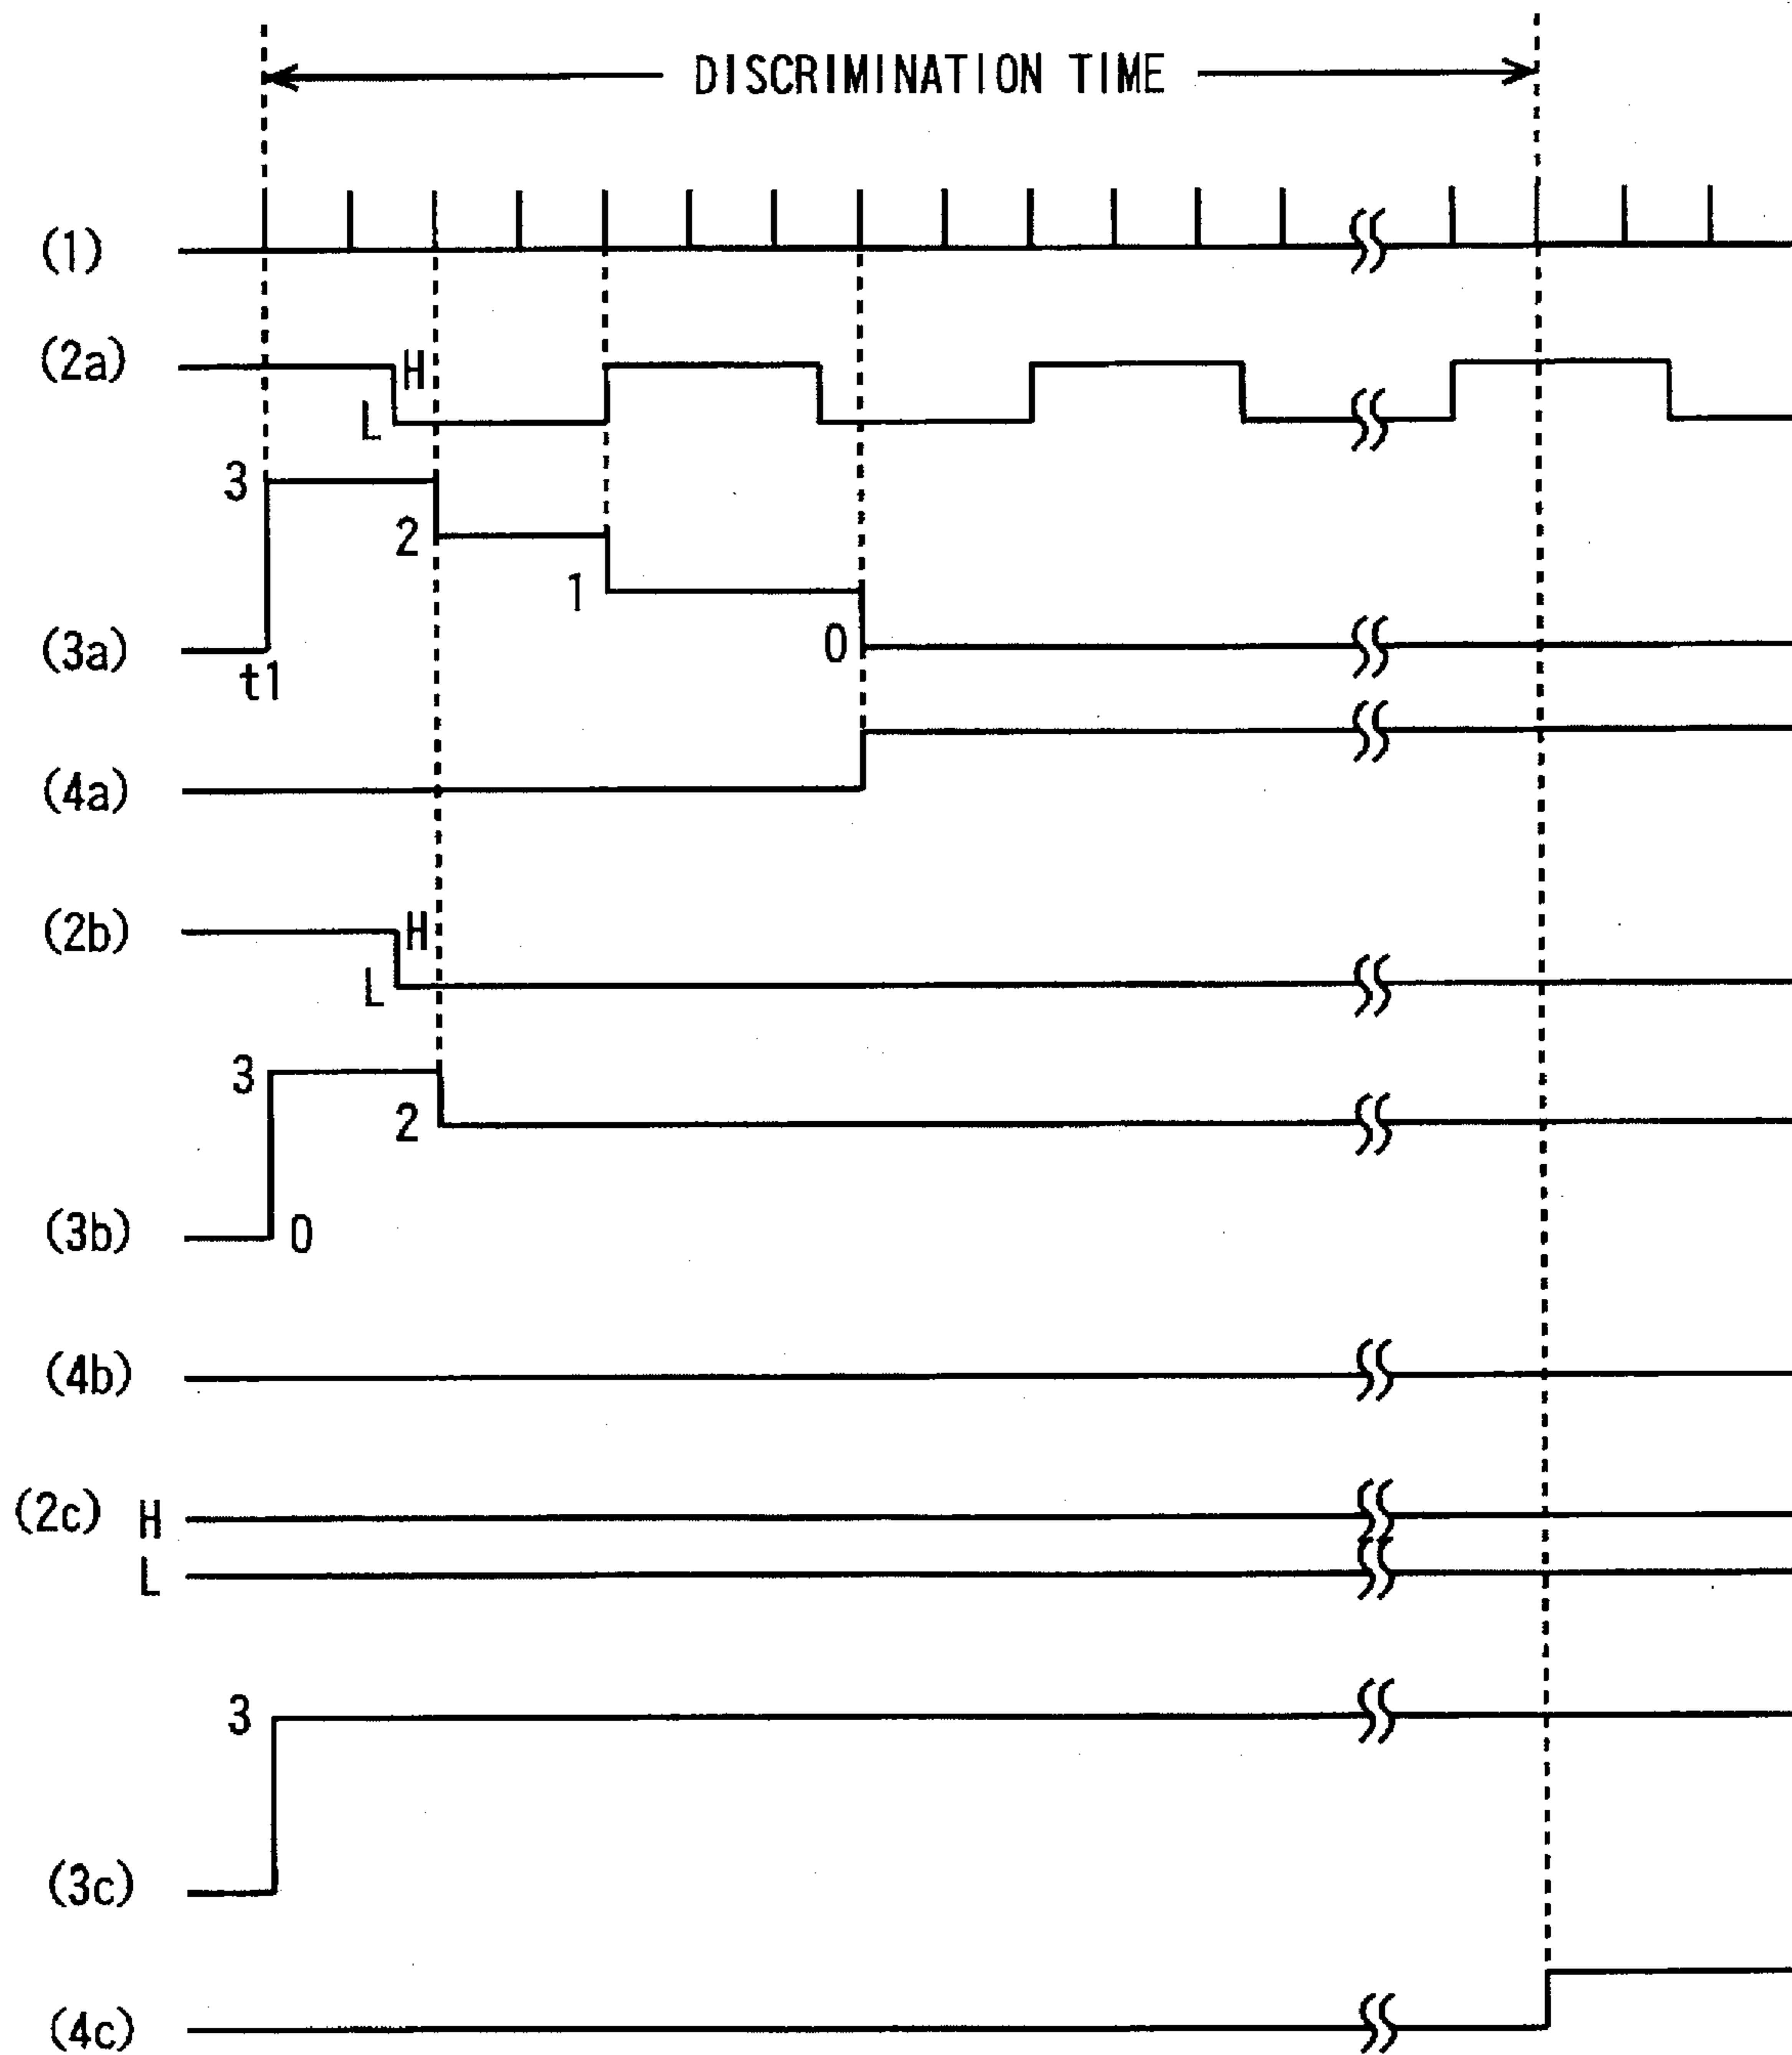 DISCRIMINATION TIME
(1)
(2a)
H
L
3
2
1
0
(3a)
t1
(4a)
(2b)
H
L
3
2
(3b)
0
(4b)
(2c) H
L
3
(3c)
(4c)